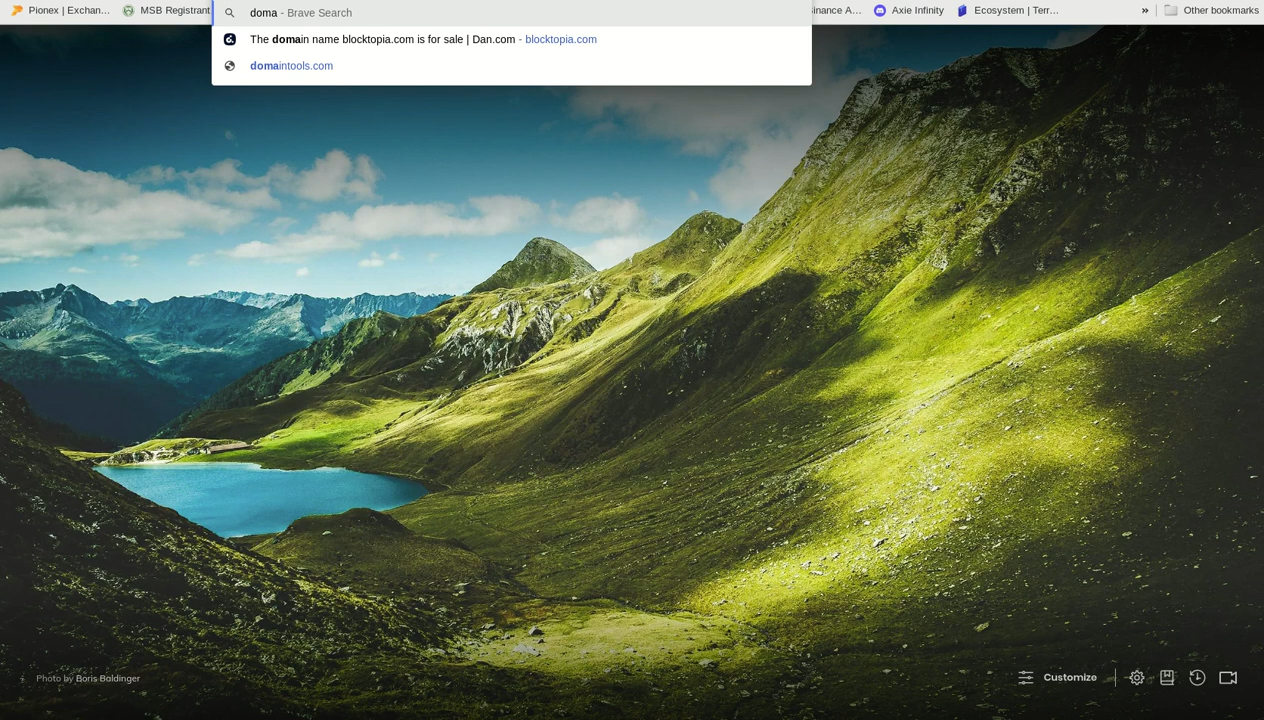 Pionex | Exchan… MSB Registrant doma - Brave Search Binance A… Axie Infinity Ecosystem | Terr… » Other bookmarks
The domain name blocktopia.com is for sale | Dan.com - blocktopia.com
domaintools.com
Photo by Boris Baldinger Customize